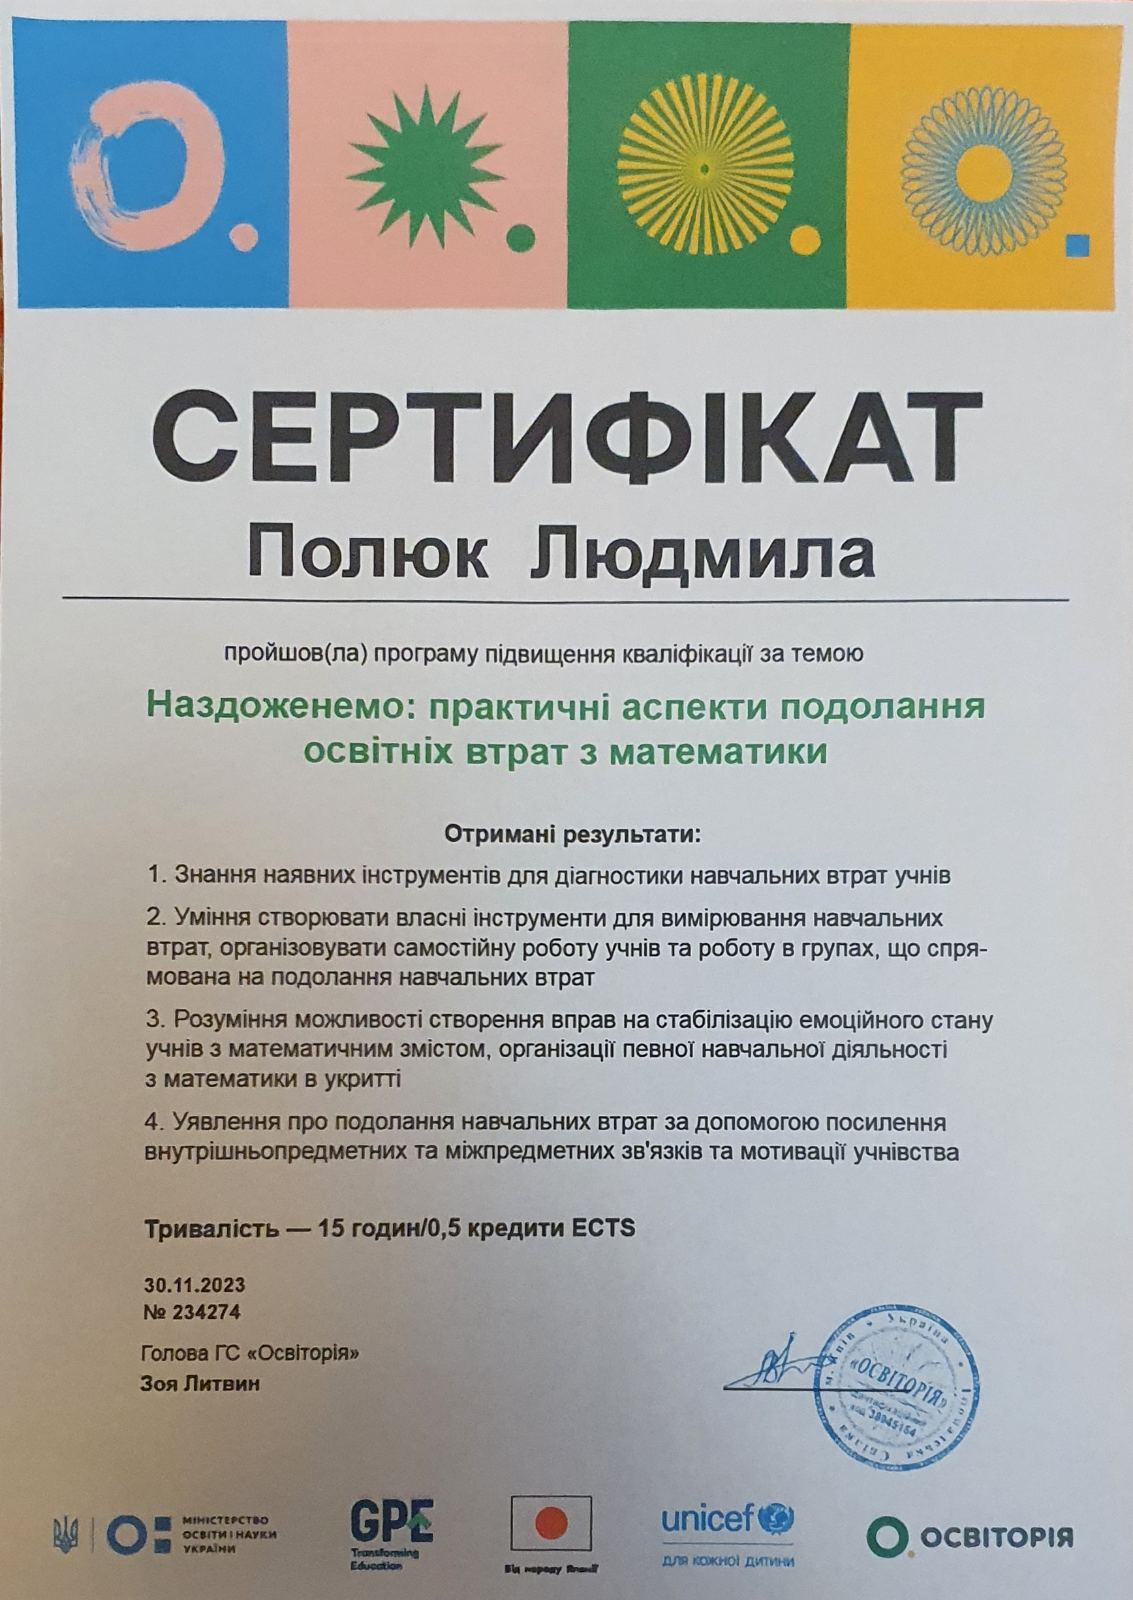 СЕРТИФІКАТ
Полюк Людмила
пройшов(ла) програму підвищення кваліфікації за темою
Наздоженемо: практичні аспекти подолання
освітніх втрат з математики
Отримані результати:
1. Знання наявних інструментів для діагностики навчальних втрат учнів
2. Уміння створювати власні інструменти для вимірювання навчальних
втрат, організовувати самостійну роботу учнів та роботу в групах, що спря-
мована на подолання навчальних втрат
3. Розуміння можливості створення вправ на стабілізацію емоційного стану
учнів з математичним змістом, організації певної навчальної діяльності
з математики в укритті
4. Уявлення про подолання навчальних втрат за допомогою посилення
внутрішньопредметних та міжпредметних зв'язків та мотивації учнівства
Тривалість — 15 годин/0,5 кредити ECTS
30.11.2023
№ 234274
Голова ГС «Освіторія»
Зоя Литвин
м. Київ * Україна * Громадська Спілка *
«ОСВІТОРІЯ»
код 38945154
МІНІСТЕРСТВО
ОСВІТИ І НАУКИ
УКРАЇНИ
GPE
Transforming
Education
Від народу Японії
unicef
для кожної дитини
ОСВІТОРІЯ